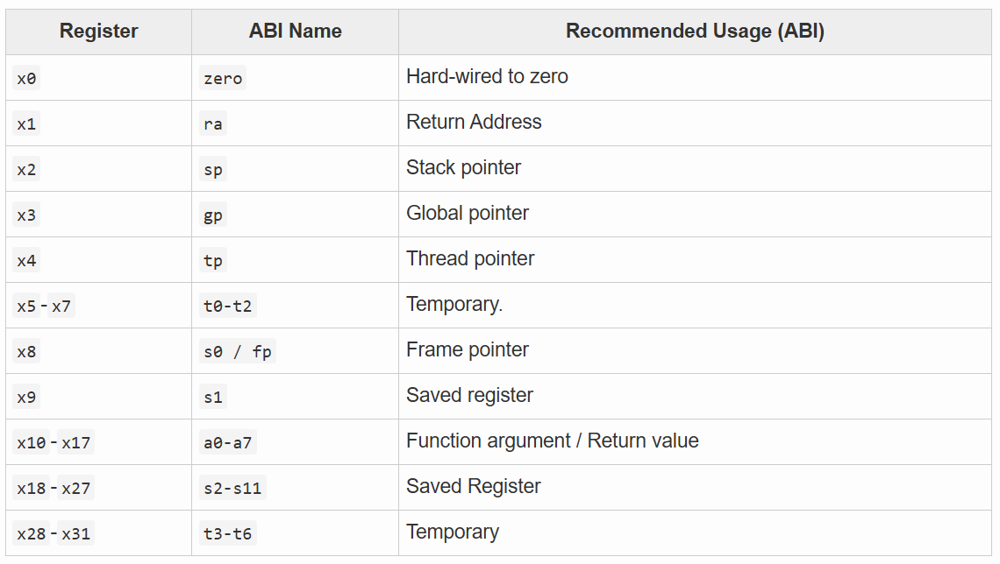 Register ABI Name Recommended Usage (ABI)
x0 zero Hard-wired to zero
x1 ra Return Address
x2 sp Stack pointer
x3 gp Global pointer
x4 tp Thread pointer
x5-x7 t0-t2 Temporary.
x8 s0 / fp Frame pointer
x9 s1 Saved register
x10-x17 a0-a7 Function argument / Return value
x18-x27 s2-s11 Saved Register
x28-x31 t3-t6 Temporary